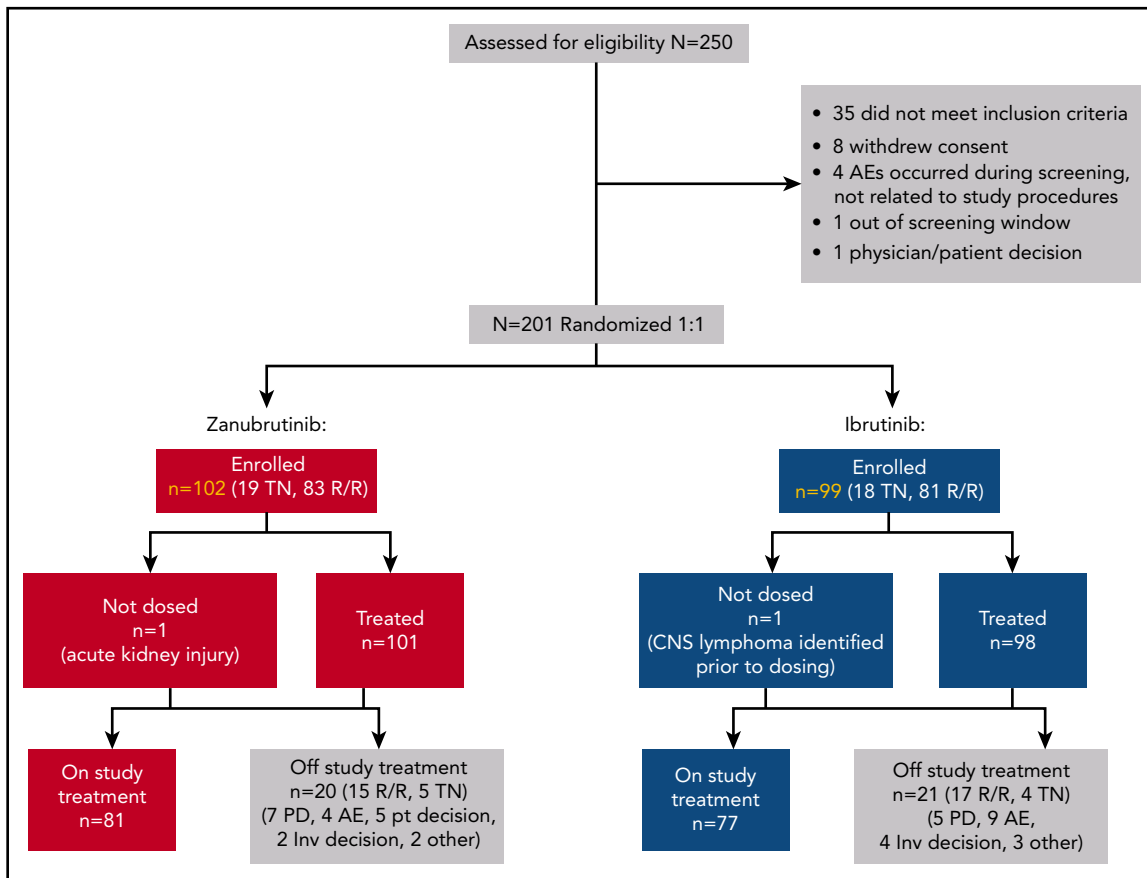 Assessed for eligibility N=250
• 35 did not meet inclusion criteria
• 8 withdrew consent
• 4 AEs occurred during screening,
not related to study procedures
• 1 out of screening window
• 1 physician/patient decision
N=201 Randomized 1:1
Zanubrutinib:
Enrolled
n=102 (19 TN, 83 R/R)
Not dosed
n=1
(acute kidney injury)
Treated
n=101
On study
treatment
n=81
Off study treatment
n=20 (15 R/R, 5 TN)
(7 PD, 4 AE, 5 pt decision,
2 Inv decision, 2 other)
Ibrutinib:
Enrolled
n=99 (18 TN, 81 R/R)
Not dosed
n=1
(CNS lymphoma identified
prior to dosing)
Treated
n=98
On study
treatment
n=77
Off study treatment
n=21 (17 R/R, 4 TN)
(5 PD, 9 AE,
4 Inv decision, 3 other)